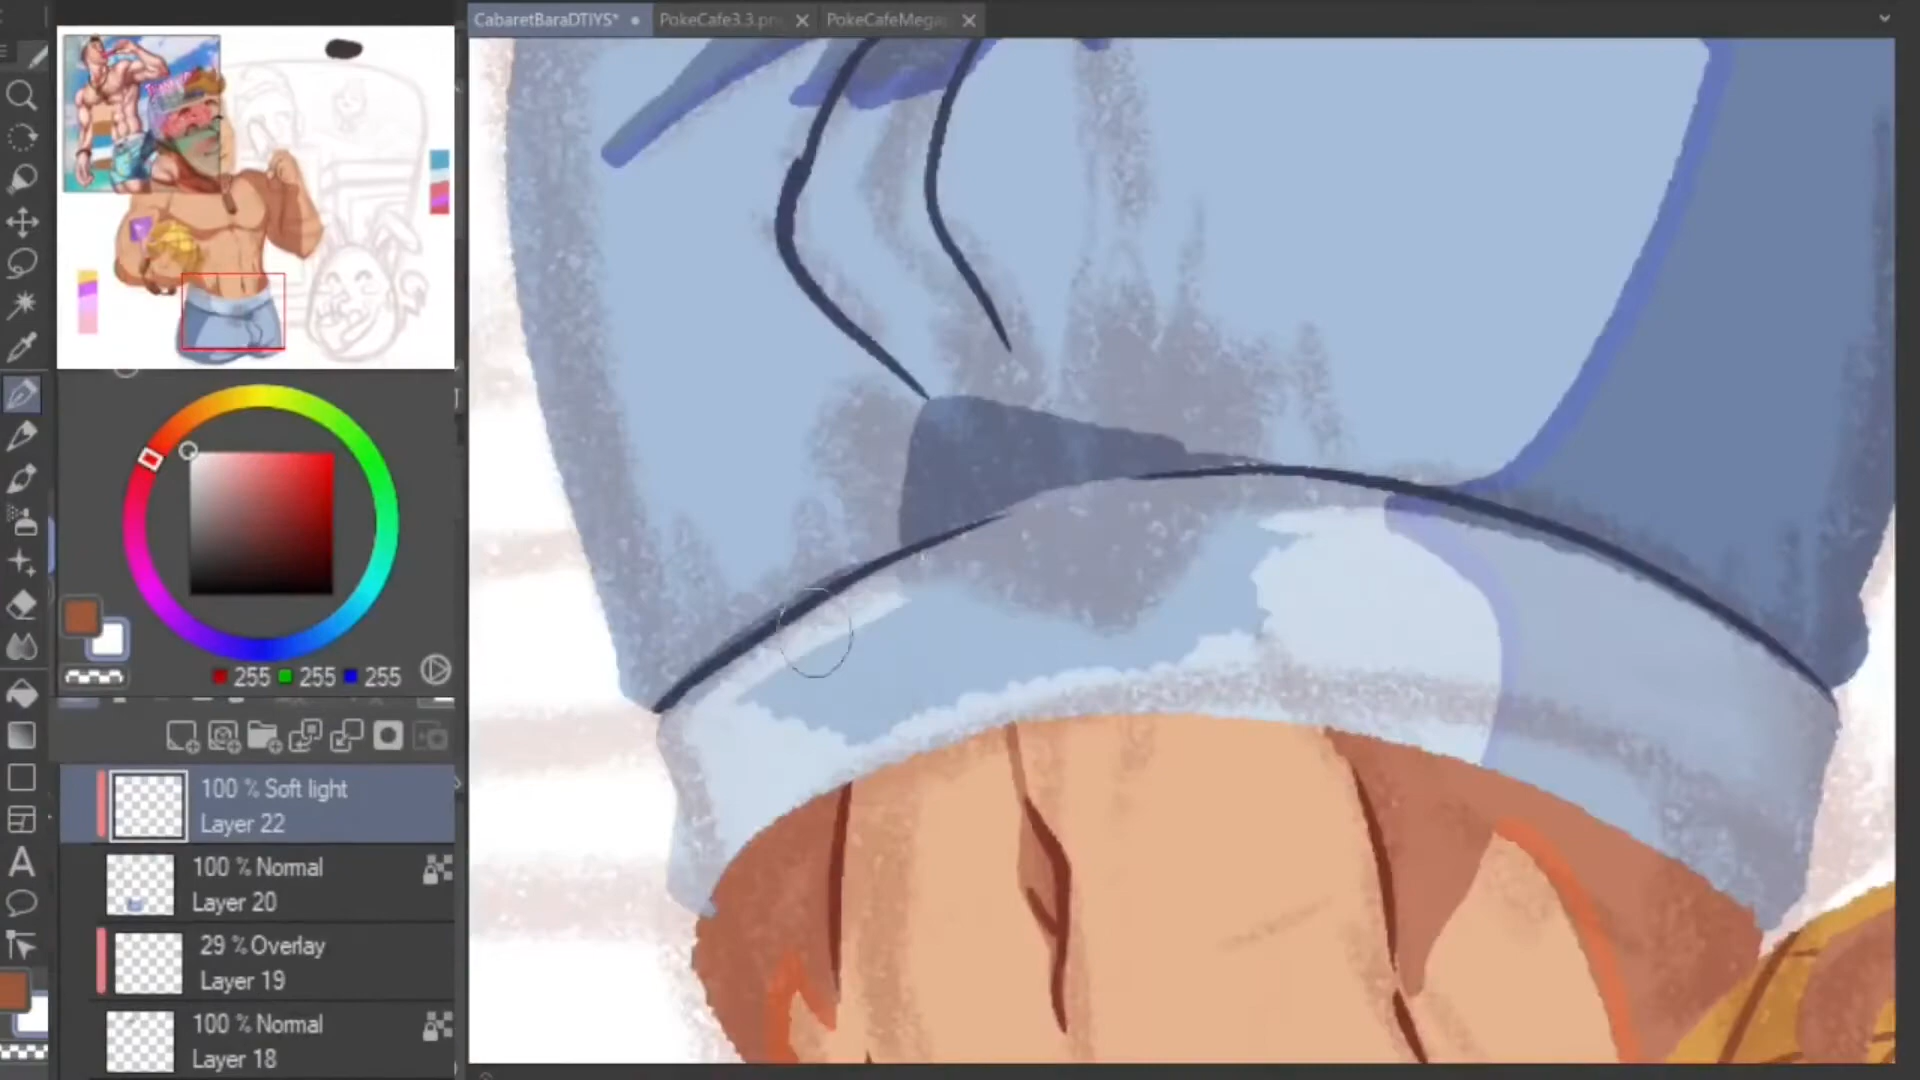 CabaretBaraDTIYS*
PokeCafe3.3.pn
PokeCafeMega
255 255 255
100 % Soft light
Layer 22
100 % Normal
Layer 20
29 % Overlay
Layer 19
100 % Normal
Layer 18